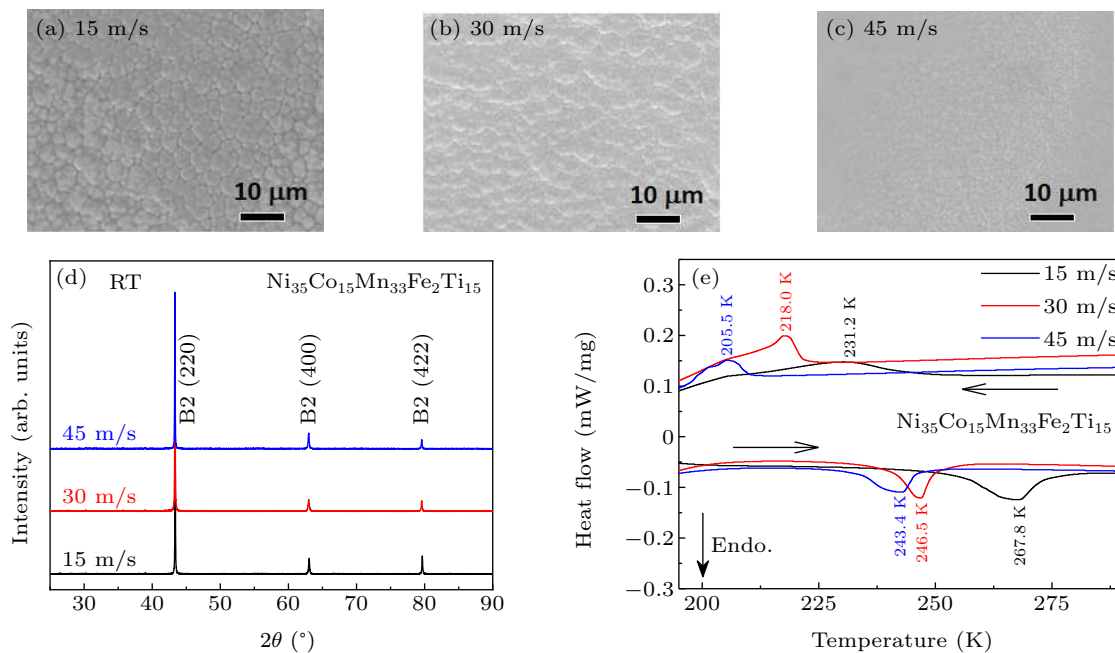 (a) 15 m/s
10 μm
(b) 30 m/s
10 μm
(c) 45 m/s
10 μm
(d)
RT
Ni₃₅Co₁₅Mn₃₃Fe₂Ti₁₅
B2 (220)
B2 (400)
B2 (422)
45 m/s
30 m/s
15 m/s
Intensity (arb. units)
30 40 50 60 70 80 90
2θ (°)
(e)
15 m/s
30 m/s
45 m/s
205.5 K
218.0 K
231.2 K
Ni₃₅Co₁₅Mn₃₃Fe₂Ti₁₅
243.4 K
246.5 K
267.8 K
Endo.
0.4
0.3
0.2
0.1
0
−0.1
−0.2
−0.3
Heat flow (mW/mg)
200 225 250 275
Temperature (K)